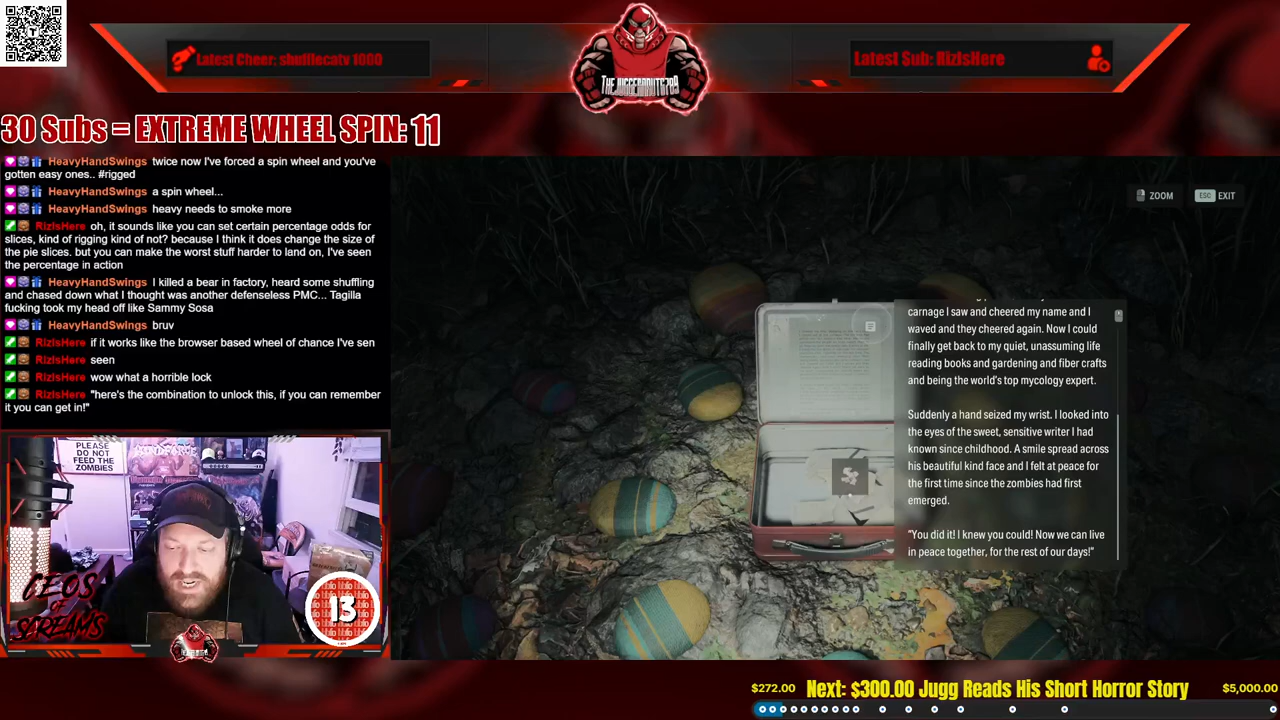 Latest Cheer: shufflecatv 1000
THEJUGGERNAUT6789
Latest Sub: RizIsHere
30 Subs = EXTREME WHEEL SPIN: 11
HeavyHandSwings twice now I've forced a spin wheel and you've
gotten easy ones.. #rigged
HeavyHandSwings a spin wheel...
HeavyHandSwings heavy needs to smoke more
RizIsHere oh, it sounds like you can set certain percentage odds for
slices, kind of rigging kind of not? because I think it does change the size of
the pie slices. but you can make the worst stuff harder to land on, I've seen
the percentage in action
HeavyHandSwings I killed a bear in factory, heard some shuffling
and chased down what I thought was another defenseless PMC... Tagilla
fucking took my head off like Sammy Sosa
HeavyHandSwings bruv
RizIsHere if it works like the browser based wheel of chance I've sen
RizIsHere seen
RizIsHere wow what a horrible lock
RizIsHere "here's the combination to unlock this, if you can remember
it you can get in!"
ZOOM
ESC EXIT
carnage I saw and cheered my name and I
waved and they cheered again. Now I could
finally get back to my quiet, unassuming life
reading books and gardening and fiber crafts
and being the world's top mycology expert.
Suddenly a hand seized my wrist. I looked into
the eyes of the sweet, sensitive writer I had
known since childhood. A smile spread across
his beautiful kind face and I felt at peace for
the first time since the zombies had first
emerged.
"You did it! I knew you could! Now we can live
in peace together, for the rest of our days!"
PLEASE
DO NOT
FEED THE
ZOMBIES
CEOS
OF
SCREAMS
13
$272.00
Next: $300.00 Jugg Reads His Short Horror Story
$5,000.00